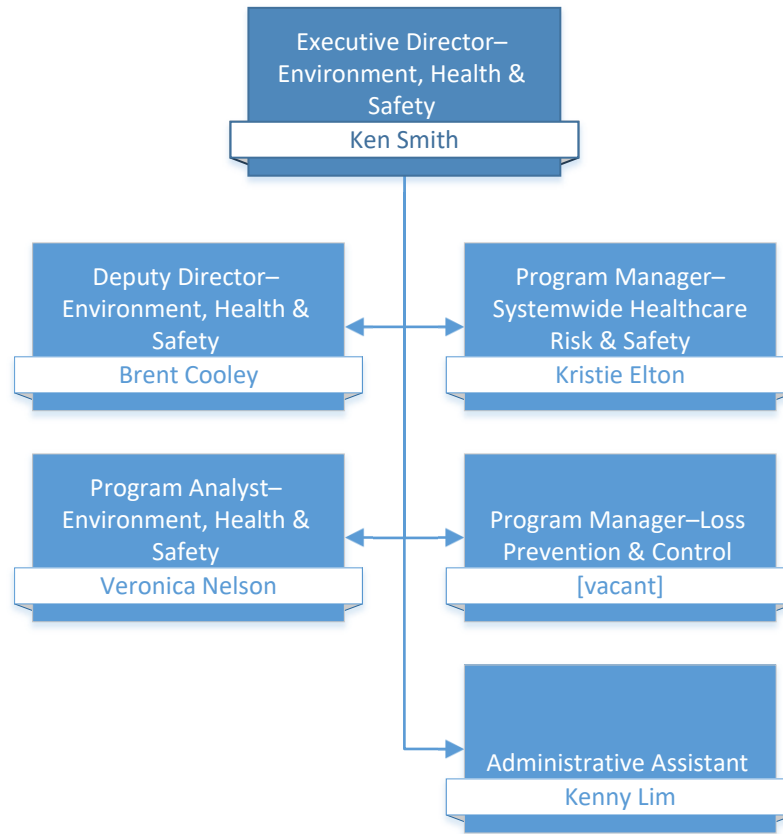 Executive Director–
Environment, Health &
Safety
Ken Smith
Deputy Director–
Environment, Health &
Safety
Brent Cooley
Program Manager–
Systemwide Healthcare
Risk & Safety
Kristie Elton
Program Analyst–
Environment, Health &
Safety
Veronica Nelson
Program Manager–Loss
Prevention & Control
[vacant]
Administrative Assistant
Kenny Lim